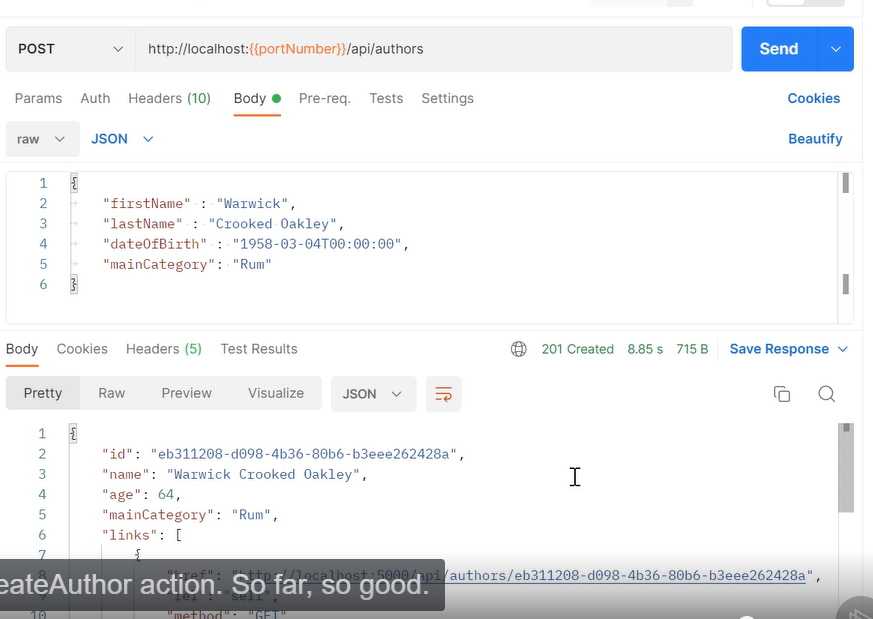 POST http://localhost:{{portNumber}}/api/authors Send
Params Auth Headers (10) Body Pre-req. Tests Settings Cookies
raw JSON Beautify
1 {
2 "firstName" : "Warwick",
3 "lastName" : "Crooked Oakley",
4 "dateOfBirth" : "1958-03-04T00:00:00",
5 "mainCategory": "Rum"
6 }
Body Cookies Headers (5) Test Results 201 Created 8.85 s 715 B Save Response
Pretty Raw Preview Visualize JSON
1 {
2 "id": "eb311208-d098-4b36-80b6-b3eee262428a",
3 "name": "Warwick Crooked Oakley",
4 "age": 64,
5 "mainCategory": "Rum",
6 "links": [
7 {
8 "href": "http://localhost:5000/api/authors/eb311208-d098-4b36-80b6-b3eee262428a",
eateAuthor action. So far, so good.
"rel": "self",
10 "method": "GET"